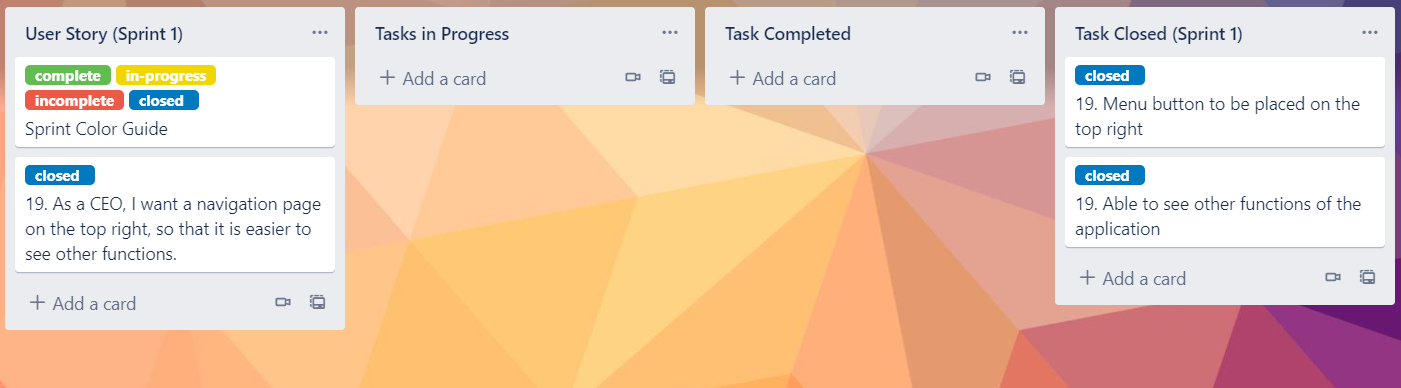 User Story (Sprint 1)
complete in-progress
incomplete closed
Sprint Color Guide
closed
19. As a CEO, I want a navigation page
on the top right, so that it is easier to
see other functions.
+ Add a card
Tasks in Progress
+ Add a card
Task Completed
+ Add a card
Task Closed (Sprint 1)
closed
19. Menu button to be placed on the
top right
closed
19. Able to see other functions of the
application
+ Add a card